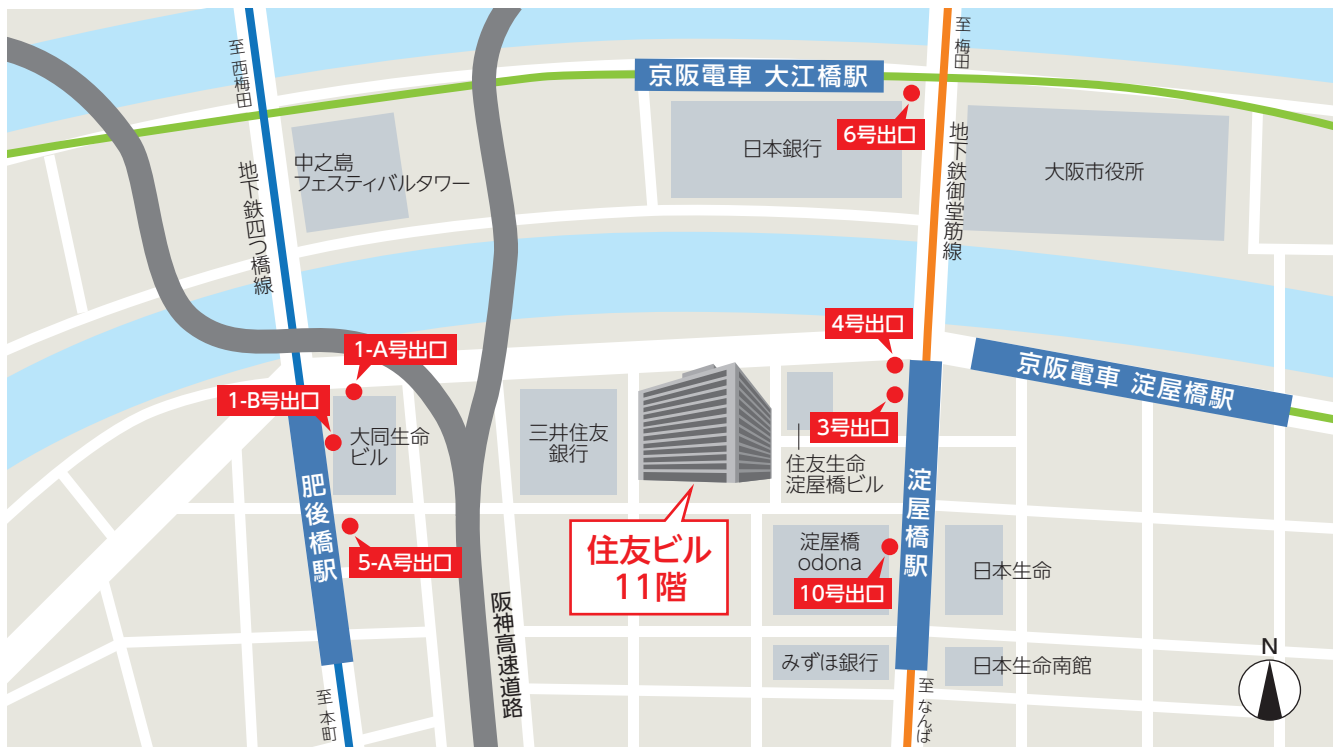 至 梅田
至 西梅田
京阪電車 大江橋駅
6号出口
日本銀行
地下鉄御堂筋線
大阪市役所
中之島
フェスティバルタワー
地下鉄四つ橋線
4号出口
1-A号出口
京阪電車 淀屋橋駅
1-B号出口
3号出口
大同生命
ビル
三井住友
銀行
住友生命
淀屋橋ビル
肥後橋駅
淀屋橋駅
住友ビル
11階
淀屋橋
odona
5-A号出口
10号出口
日本生命
阪神高速道路
みずほ銀行
日本生命南館
N
至 本町
至 なんば